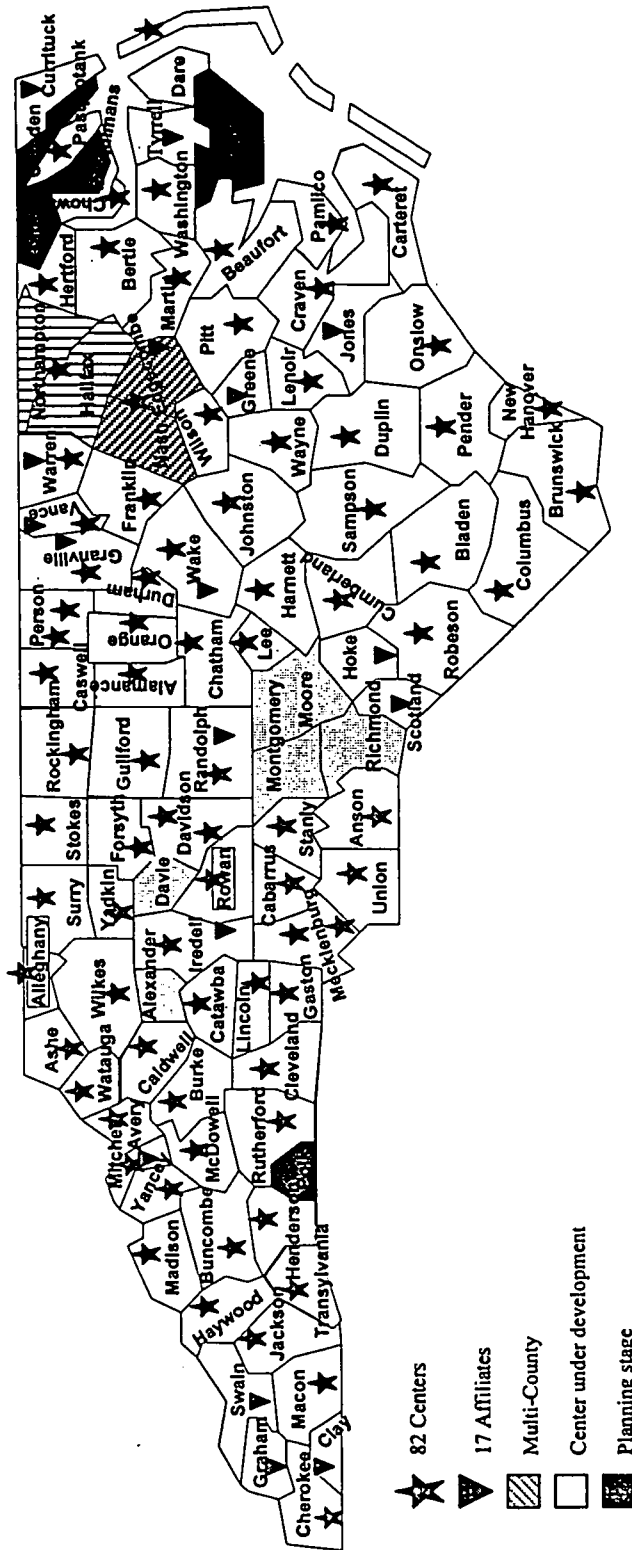 Alleghany
Ashe
Surry
Stokes
Rockingham
Caswell
Person
Granville
Vance
Warren
Northampton
Halifax
Hertford
Currituck
Watauga
Wilkes
Yadkin
Forsyth
Guilford
Alamance
Orange
Durham
Franklin
Nash
Edgecombe
Bertie
Mitchell
Avery
Caldwell
Alexander
Iredell
Davie
Davidson
Randolph
Chatham
Wake
Wilson
Martin
Washington
Tyrrell
Dare
Madison
Yancey
Burke
McDowell
Catawba
Rowan
Johnston
Pitt
Beaufort
Swain
Haywood
Buncombe
Rutherford
Cleveland
Lincoln
Gaston
Cabarrus
Stanly
Montgomery
Moore
Lee
Harnett
Wayne
Greene
Lenoir
Craven
Pamlico
Graham
Jackson
Henderson
Transylvania
Polk
Mecklenburg
Union
Anson
Richmond
Hoke
Cumberland
Sampson
Duplin
Jones
Carteret
Cherokee
Clay
Macon
Scotland
Robeson
Bladen
Pender
Onslow
Columbus
Brunswick
New
Hanover
82 Centers
17 Affiliates
Multi-County
Center under development
Planning stage